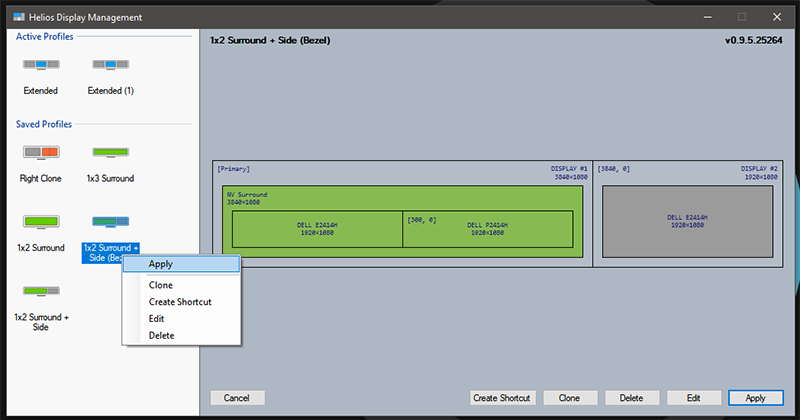 Helios Display Management
Active Profiles
Extended
Extended (1)
Saved Profiles
Right Clone
1x3 Surround
1x2 Surround
1x2 Surround +
Side (Bez
1x2 Surround +
Side
Apply
Clone
Create Shortcut
Edit
Delete
1x2 Surround + Side (Bezel)
v0.9.5.25264
[Primary]
DISPLAY #1
3840×1080
NV Surround
3840×1080
DELL E2414H
1920×1080
[300, 0]
DELL P2414H
1920×1080
[3840, 0]
DISPLAY #2
1920×1080
DELL E2414H
1920×1080
Cancel
Create Shortcut
Clone
Delete
Edit
Apply